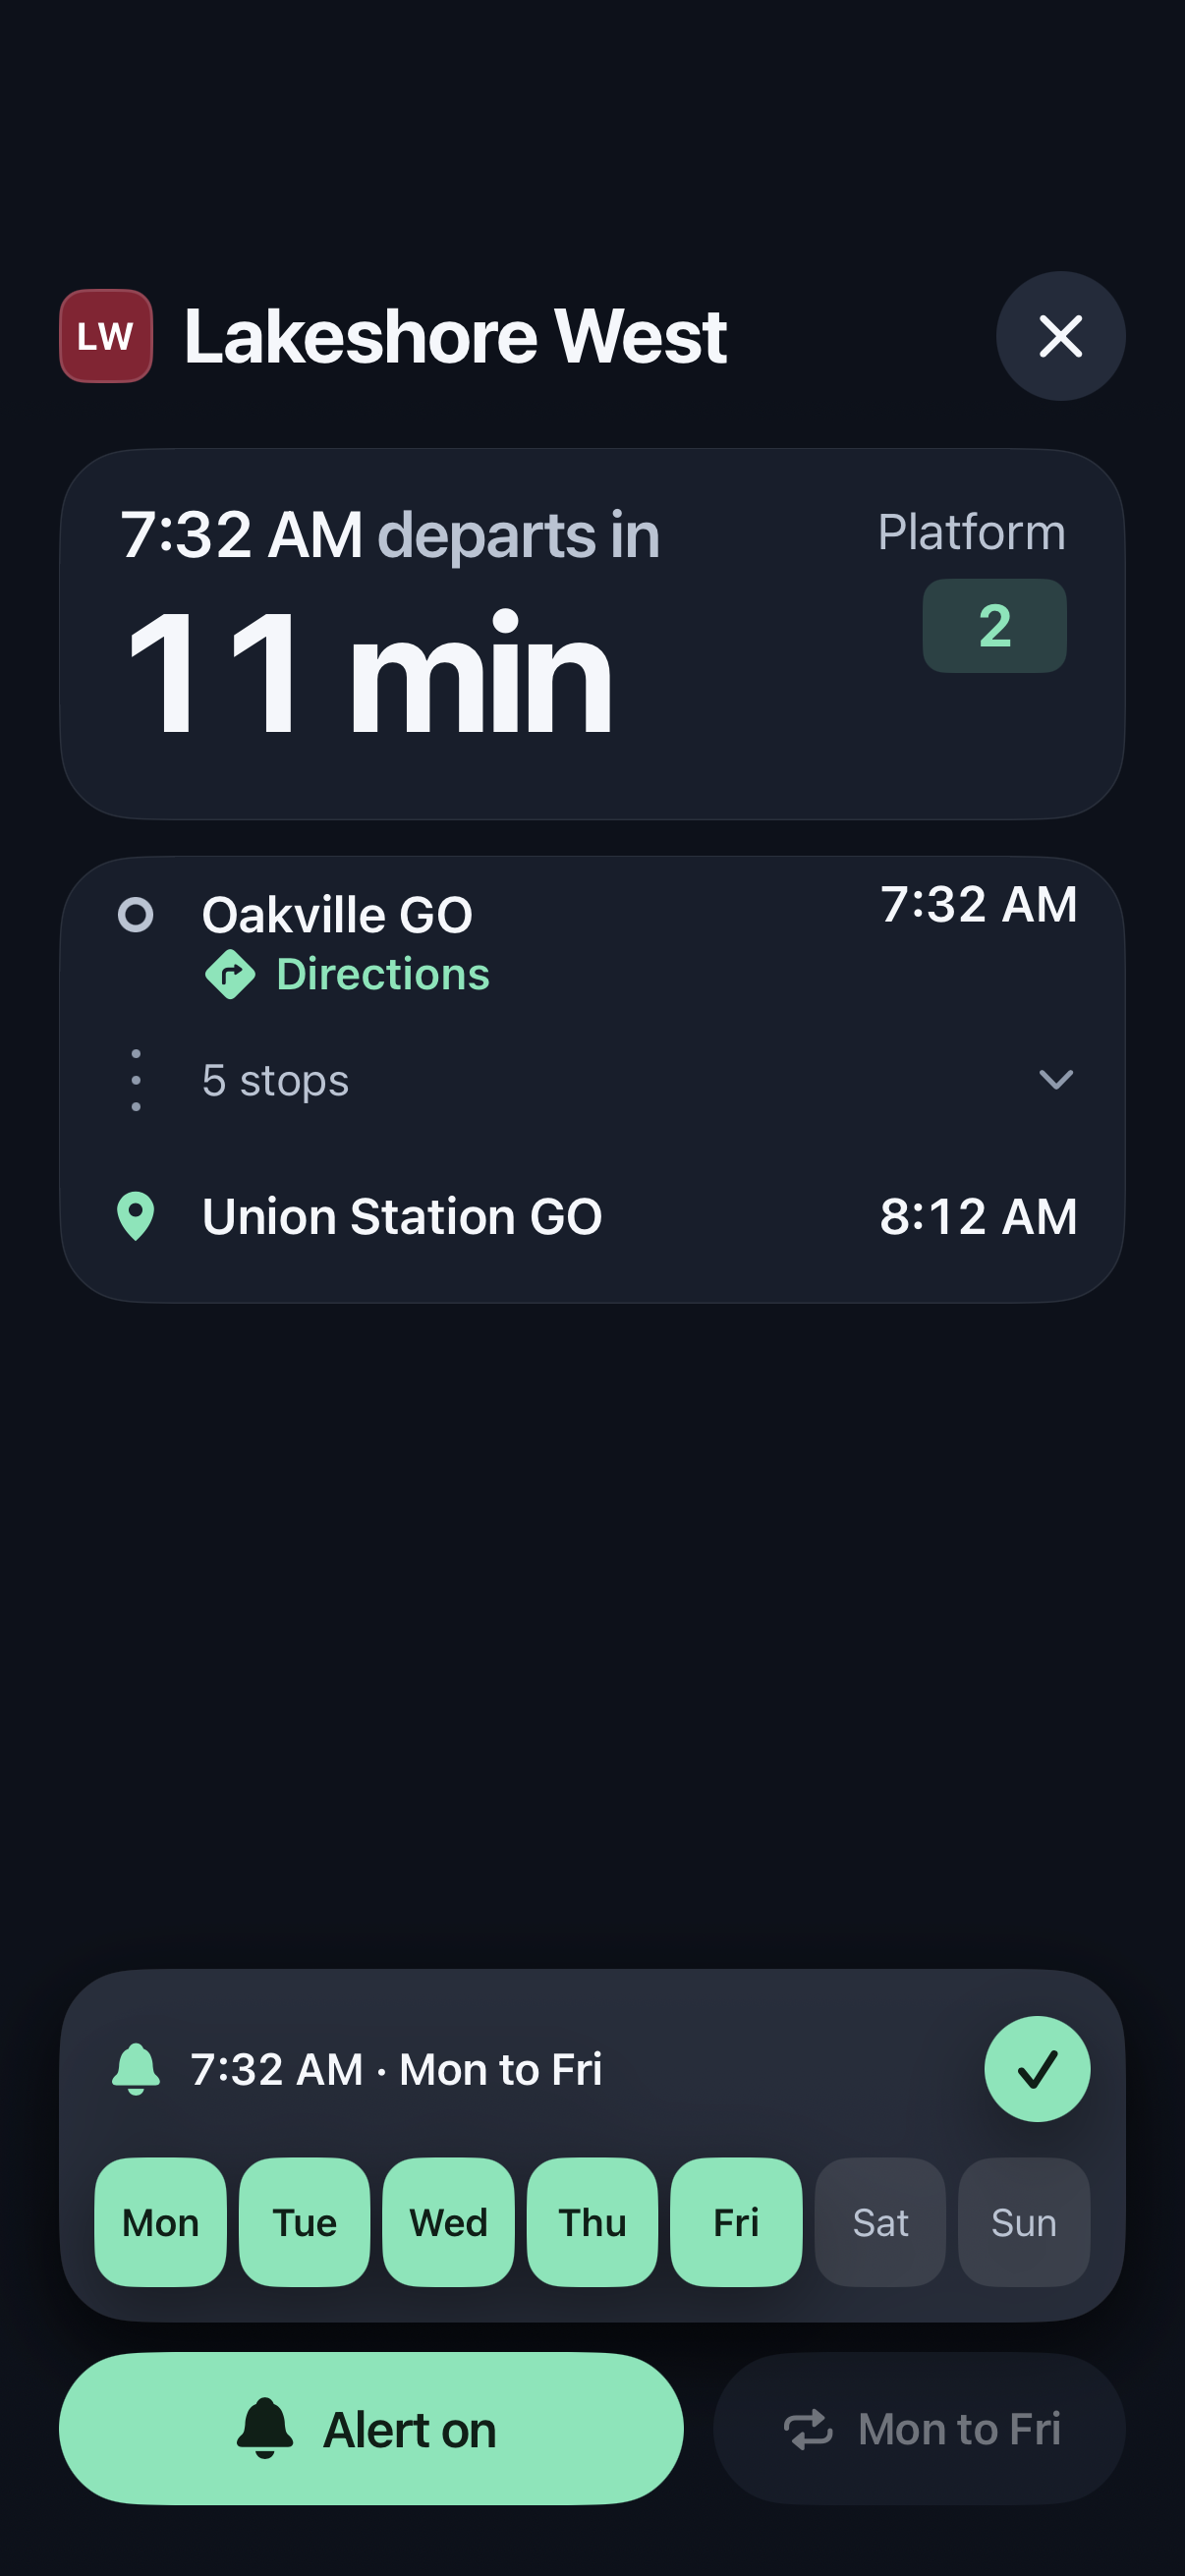 LW Lakeshore West
7:32 AM departs in
Platform
11 min
2
Oakville GO
7:32 AM
Directions
5 stops
Union Station GO
8:12 AM
7:32 AM · Mon to Fri
Mon Tue Wed Thu Fri Sat Sun
Alert on
Mon to Fri